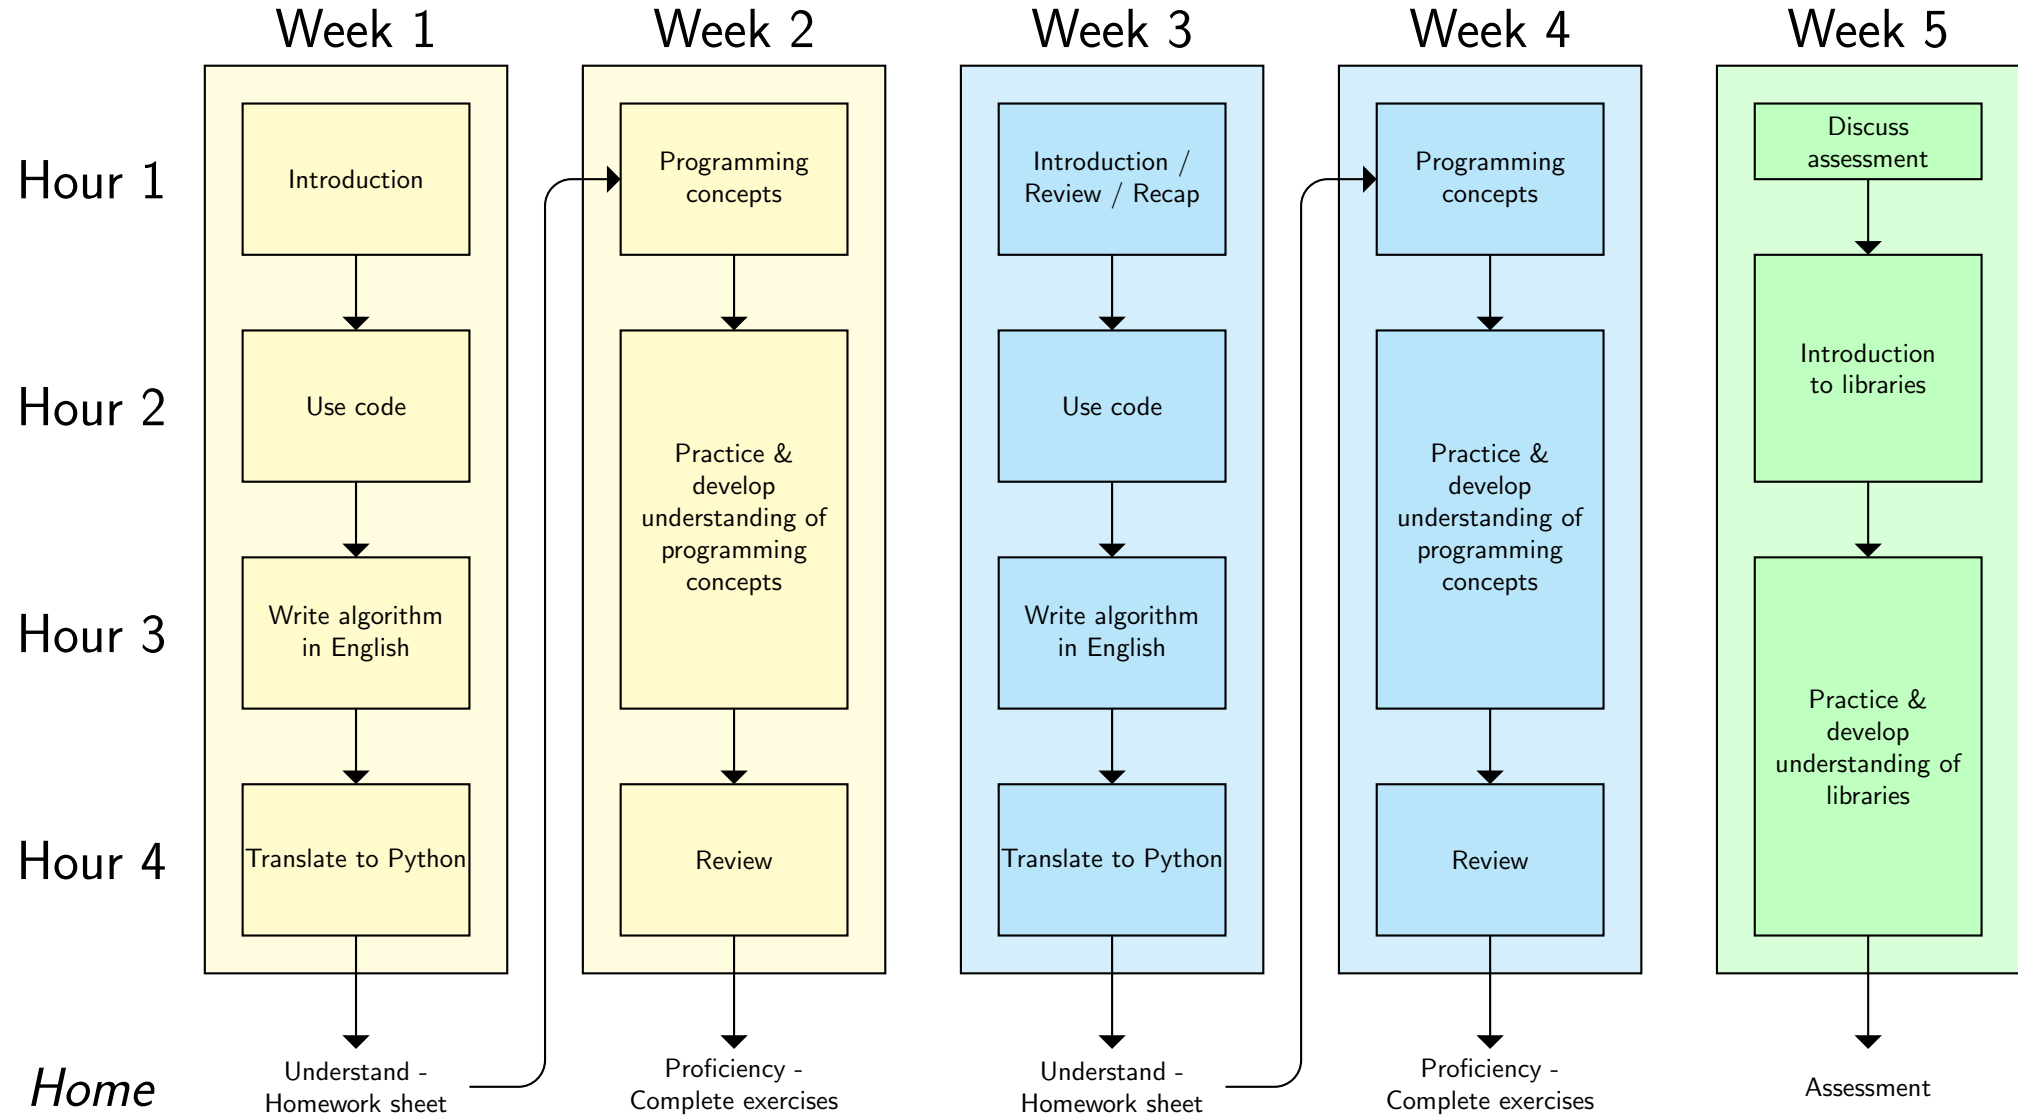 Week 1
Week 2
Week 3
Week 4
Week 5
Hour 1
Introduction
Programming
concepts
Introduction /
Review / Recap
Programming
concepts
Discuss
assessment
Hour 2
Use code
Practice &
develop
understanding of
programming
concepts
Use code
Practice &
develop
understanding of
programming
concepts
Introduction
to libraries
Hour 3
Write algorithm
in English
Write algorithm
in English
Practice &
develop
understanding of
libraries
Hour 4
Translate to Python
Review
Translate to Python
Review
Home
Understand -
Homework sheet
Proficiency -
Complete exercises
Understand -
Homework sheet
Proficiency -
Complete exercises
Assessment